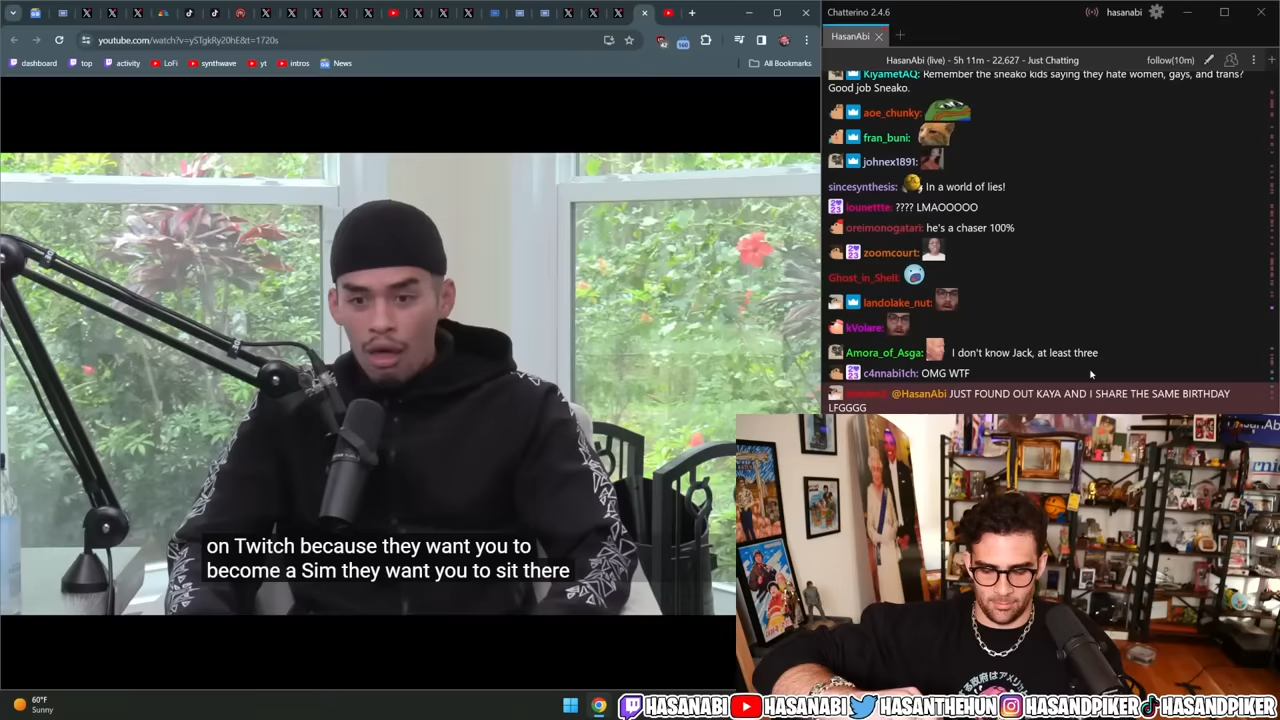 youtube.com/watch?v=ySTgkRy20hE&t=1720s
42
160
dashboard
top
activity
LoFi
synthwave
yt
intros
News
All Bookmarks
on Twitch because they want you to
become a Sim they want you to sit there
Chatterino 2.4.6
hasanabi
HasanAbi
HasanAbi (live) - 5h 11m - 22,627 - Just Chatting
follow(10m)
KiyametAQ: Remember the sneako kids saying they hate women, gays, and trans?
Good job Sneako.
aoe_chunky:
fran_buni:
johnex1891:
sincesynthesis: In a world of lies!
iounettte: ???? LMAOOOOO
oreimonogatari: he's a chaser 100%
zoomcourt:
Ghost_in_Shell:
landolake_nut:
kVolare:
Amora_of_Asga: I don't know Jack, at least three
c4nnabi1ch: OMG WTF
@HasanAbi JUST FOUND OUT KAYA AND I SHARE THE SAME BIRTHDAY
LFGGGG
60°F
Sunny
HASANABI
HASANABI
HASANTHEHUN
HASANDPIKER
HASANDPIKER